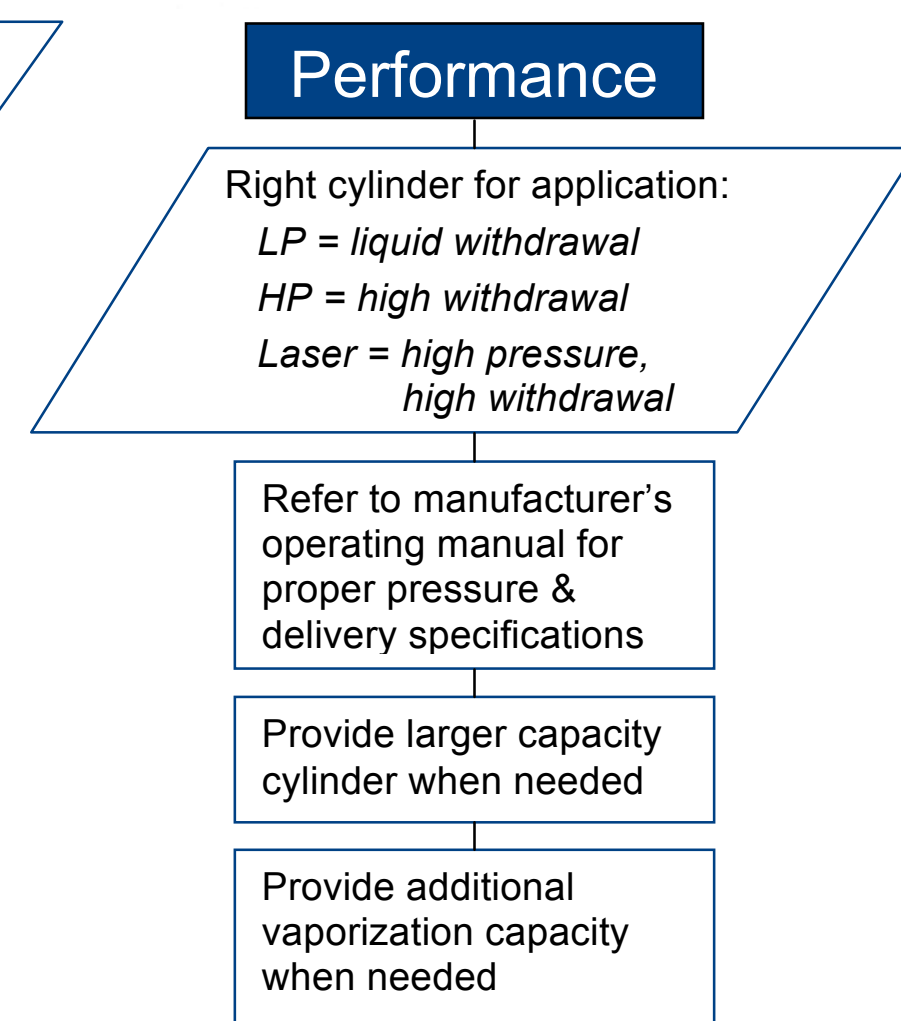 Performance
Right cylinder for application:
LP = liquid withdrawal
HP = high withdrawal
Laser = high pressure,
high withdrawal
Refer to manufacturer’s
operating manual for
proper pressure &
delivery specifications
Provide larger capacity
cylinder when needed
Provide additional
vaporization capacity
when needed